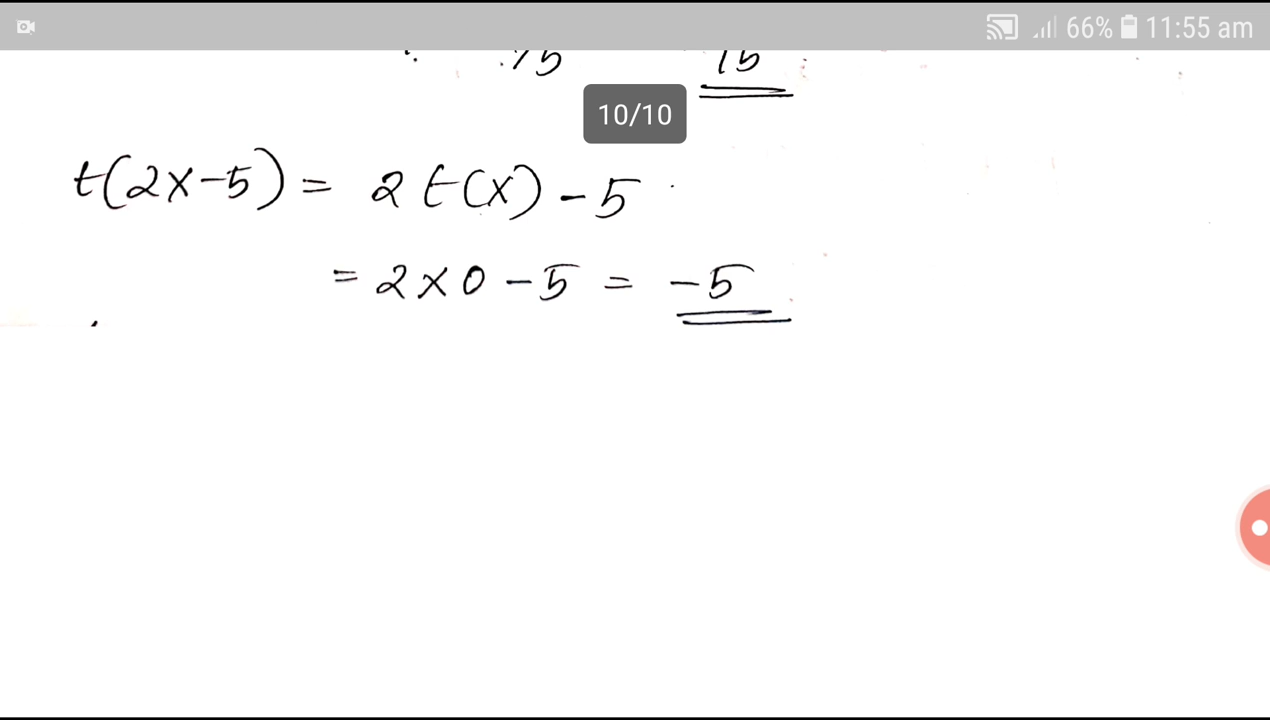 66% 11:55 am
10/10
t(2x-5) = 2t(x) - 5
= 2 × 0 - 5 = -5